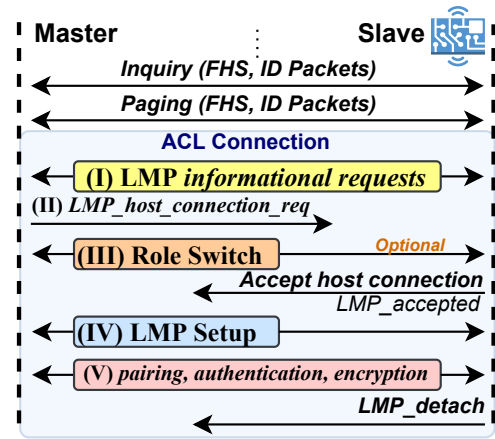 Master Slave
Inquiry (FHS, ID Packets)
Paging (FHS, ID Packets)
ACL Connection
(I) LMP informational requests
(II) LMP_host_connection_req
(III) Role Switch Optional
Accept host connection
LMP_accepted
(IV) LMP Setup
(V) pairing, authentication, encryption
LMP_detach